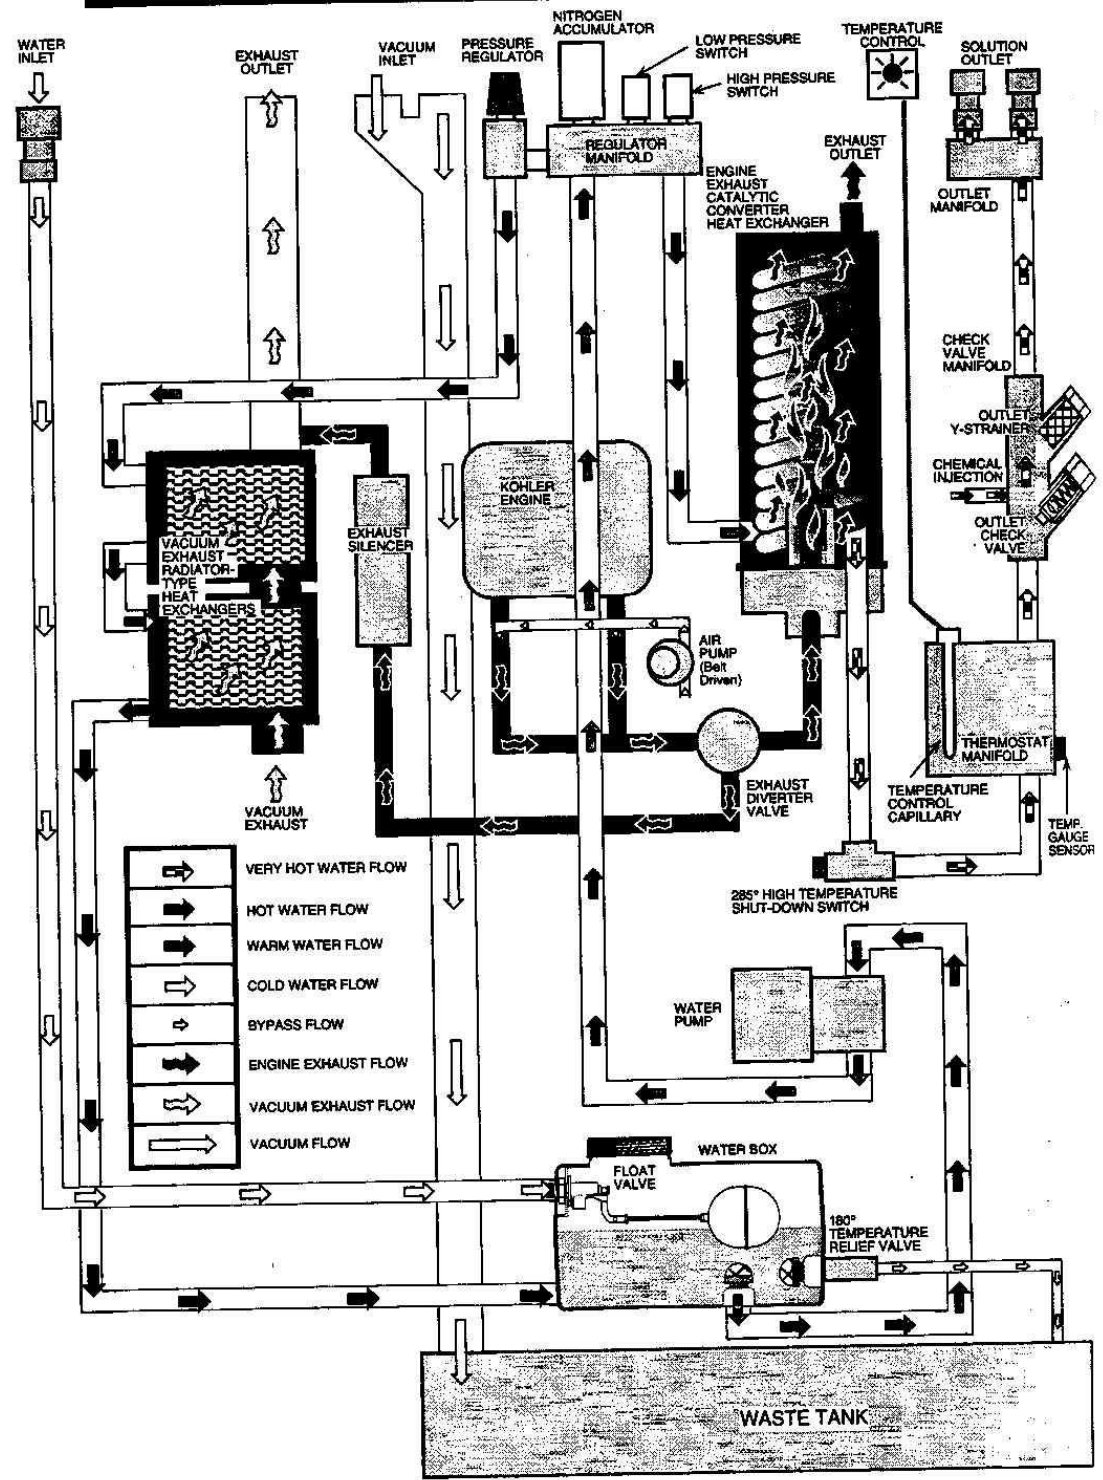 WATER
INLET
EXHAUST
OUTLET
VACUUM
INLET
PRESSURE
REGULATOR
NITROGEN
ACCUMULATOR
LOW PRESSURE
SWITCH
HIGH PRESSURE
SWITCH
TEMPERATURE
CONTROL
SOLUTION
OUTLET
REGULATOR
MANIFOLD
EXHAUST
OUTLET
ENGINE
EXHAUST
CATALYTIC
CONVERTER
HEAT EXCHANGER
OUTLET
MANIFOLD
CHECK
VALVE
MANIFOLD
OUTLET
Y-STRAINER
CHEMICAL
INJECTION
OUTLET
CHECK
VALVE
KOHLER
ENGINE
EXHAUST
SILENCER
VACUUM
EXHAUST
RADIATOR-
TYPE
HEAT
EXCHANGERS
AIR
PUMP
(Belt
Driven)
THERMOSTAT
MANIFOLD
EXHAUST
DIVERTER
VALVE
TEMPERATURE
CONTROL
CAPILLARY
TEMP.
GAUGE
SENSOR
VACUUM
EXHAUST
285° HIGH TEMPERATURE
SHUT-DOWN SWITCH
VERY HOT WATER FLOW
HOT WATER FLOW
WARM WATER FLOW
COLD WATER FLOW
BYPASS FLOW
ENGINE EXHAUST FLOW
VACUUM EXHAUST FLOW
VACUUM FLOW
WATER
PUMP
WATER BOX
FLOAT
VALVE
180°
TEMPERATURE
RELIEF VALVE
WASTE TANK